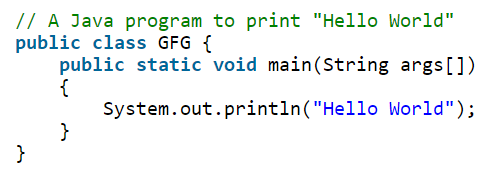 // A Java program to print "Hello World"
public class GFG {
    public static void main(String args[])
    {
        System.out.println("Hello World");
    }
}